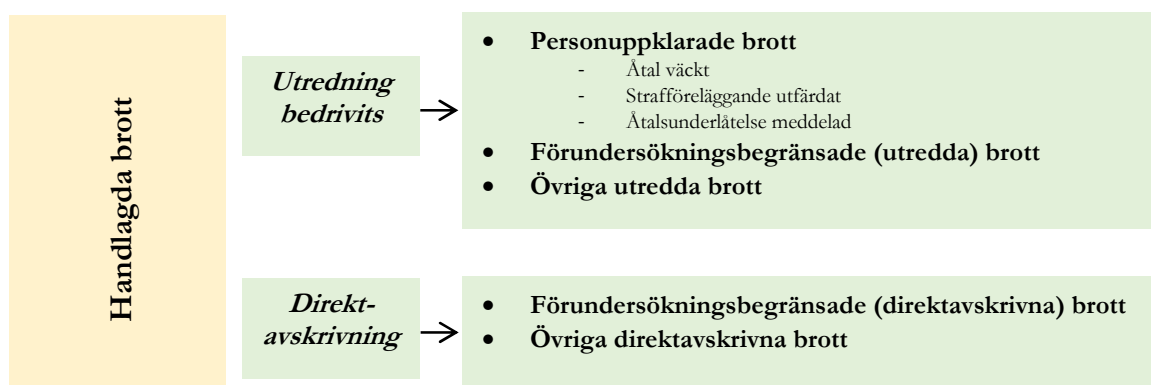 Handlagda brott
Utredning
bedrivits
• Personuppklarade brott
- Åtal väckt
- Strafföreläggande utfärdat
- Åtalsunderlåtelse meddelad
• Förundersökningsbegränsade (utredda) brott
• Övriga utredda brott
Direkt-
avskrivning
• Förundersökningsbegränsade (direktavskrivna) brott
• Övriga direktavskrivna brott